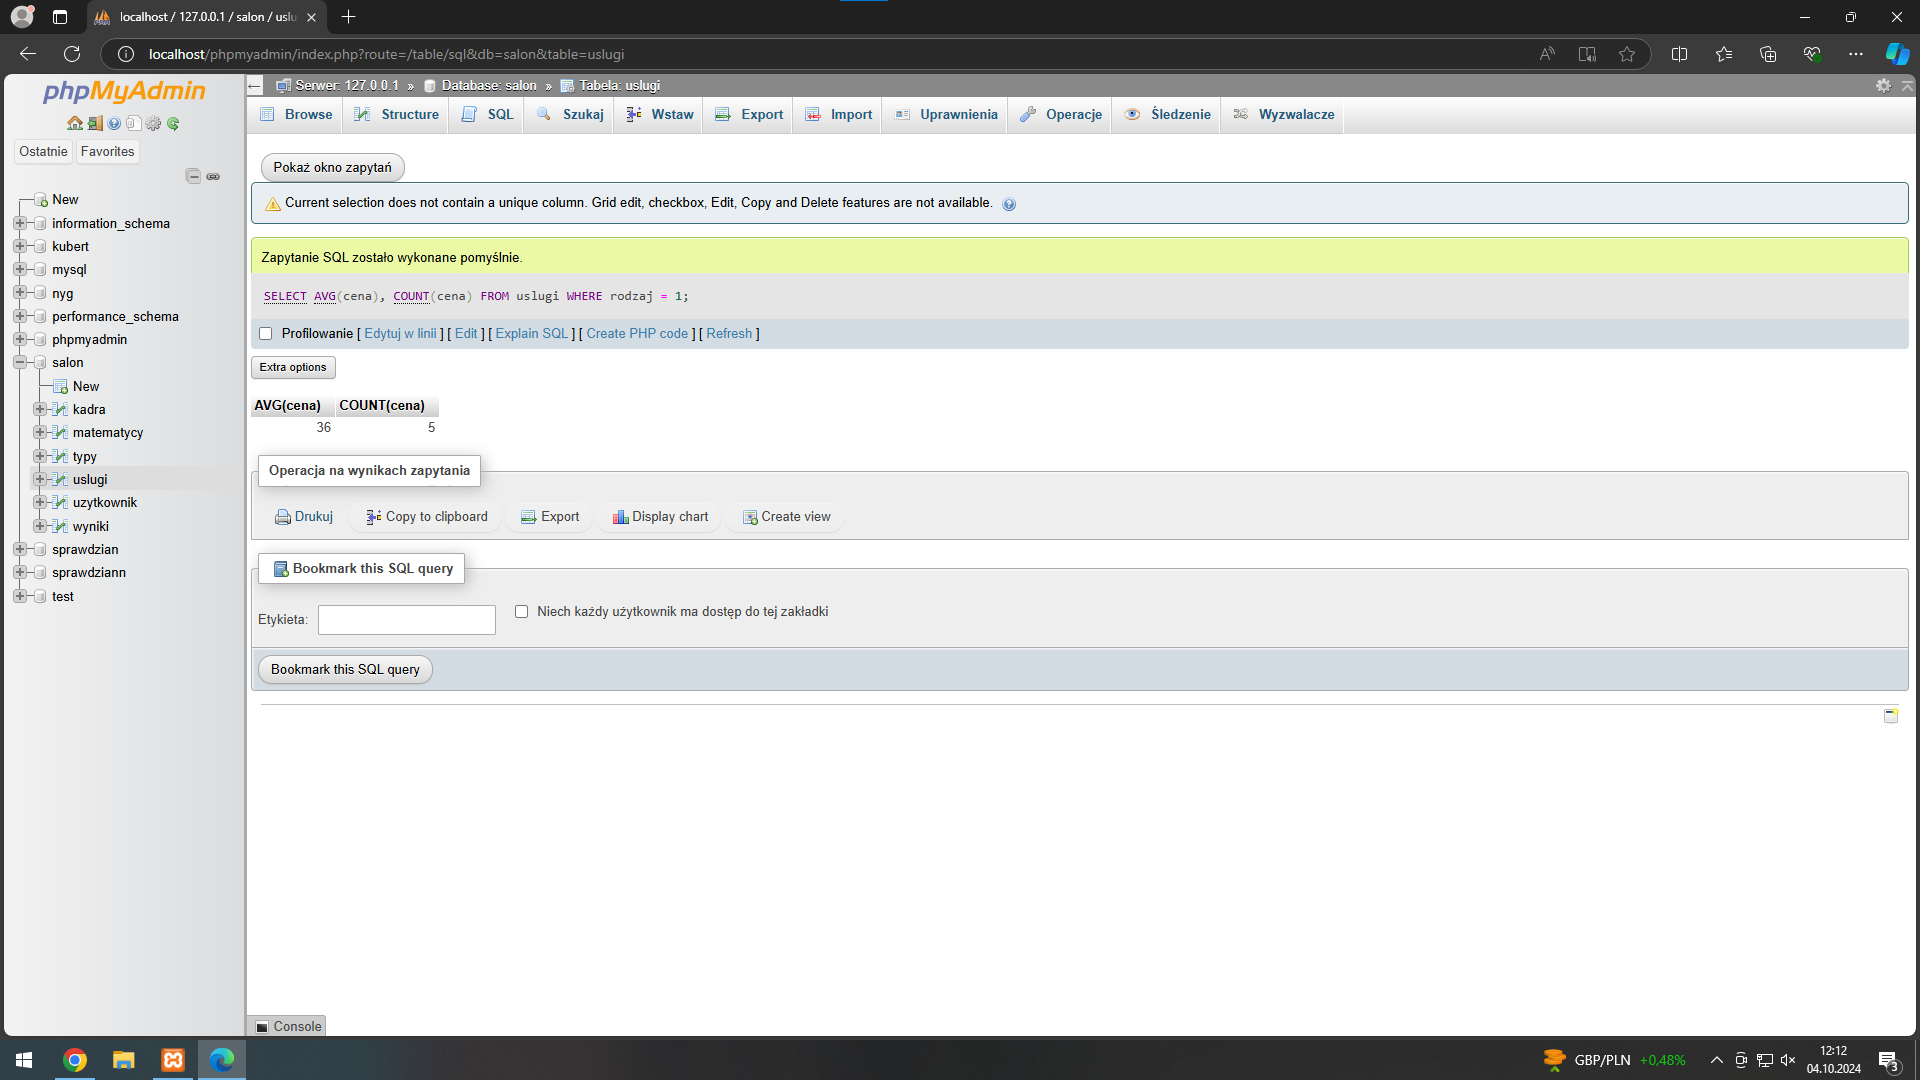 localhost / 127.0.0.1 / salon / uslu
localhost/phpmyadmin/index.php?route=/table/sql&db=salon&table=uslugi
phpMyAdmin
Ostatnie
Favorites
New
information_schema
kubert
mysql
nyg
performance_schema
phpmyadmin
salon
New
kadra
matematycy
typy
uslugi
uzytkownik
wyniki
sprawdzian
sprawdziann
test
Serwer: 127.0.0.1 » Database: salon » Tabela: uslugi
Browse Structure SQL Szukaj Wstaw Export Import Uprawnienia Operacje Śledzenie Wyzwalacze
Pokaż okno zapytań
Current selection does not contain a unique column. Grid edit, checkbox, Edit, Copy and Delete features are not available.
Zapytanie SQL zostało wykonane pomyślnie.
SELECT AVG(cena), COUNT(cena) FROM uslugi WHERE rodzaj = 1;
Profilowanie [ Edytuj w linii ] [ Edit ] [ Explain SQL ] [ Create PHP code ] [ Refresh ]
Extra options
AVG(cena) COUNT(cena)
36 5
Operacja na wynikach zapytania
Drukuj Copy to clipboard Export Display chart Create view
Bookmark this SQL query
Etykieta: Niech każdy użytkownik ma dostęp do tej zakładki
Bookmark this SQL query
Console
GBP/PLN +0,48%
12:12
04.10.2024
3